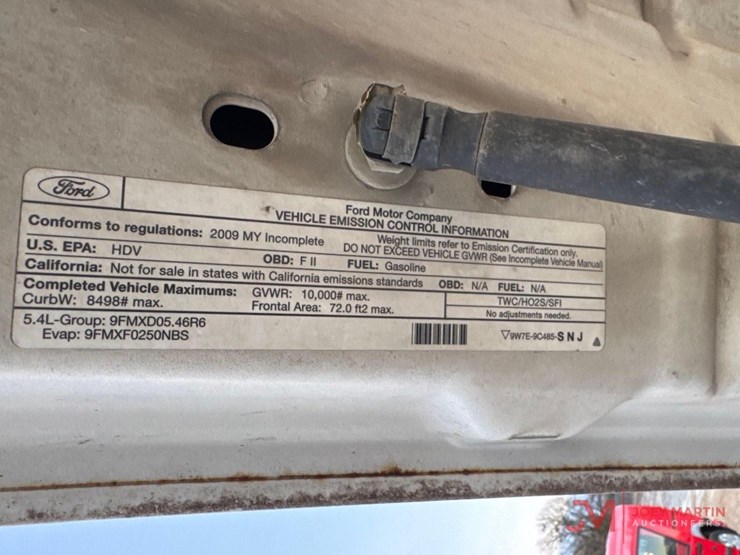 Ford
Ford Motor Company
VEHICLE EMISSION CONTROL INFORMATION
Conforms to regulations: 2009 MY Incomplete
Weight limits refer to Emission Certification only.
DO NOT EXCEED VEHICLE GVWR (See Incomplete Vehicle Manual)
U.S. EPA: HDV OBD: F II FUEL: Gasoline
California: Not for sale in states with California emissions standards OBD: N/A FUEL: N/A
Completed Vehicle Maximums: GVWR: 10,000# max.
CurbW: 8498# max. Frontal Area: 72.0 ft2 max.
TWC/HO2S/SFI
No adjustments needed.
5.4L-Group: 9FMXD05.46R6
Evap: 9FMXF0250NBS
9W7E-9C485-S N J
JOEY MARTIN
AUCTIONEERS